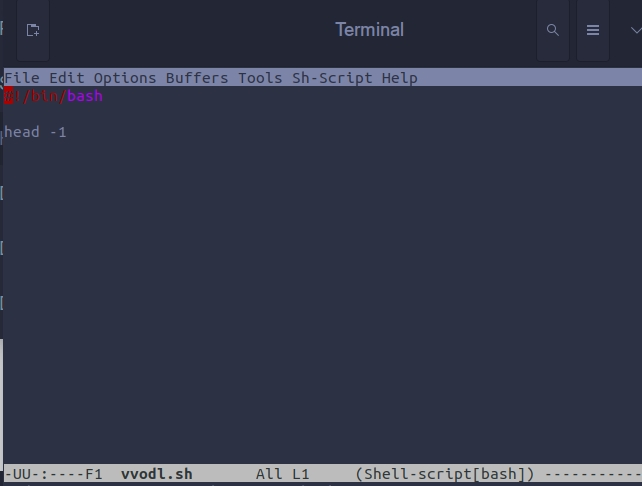 Terminal
File Edit Options Buffers Tools Sh-Script Help
#!/bin/bash
head -1
-UU-:----F1  vvodl.sh       All L1     (Shell-script[bash]) -----------